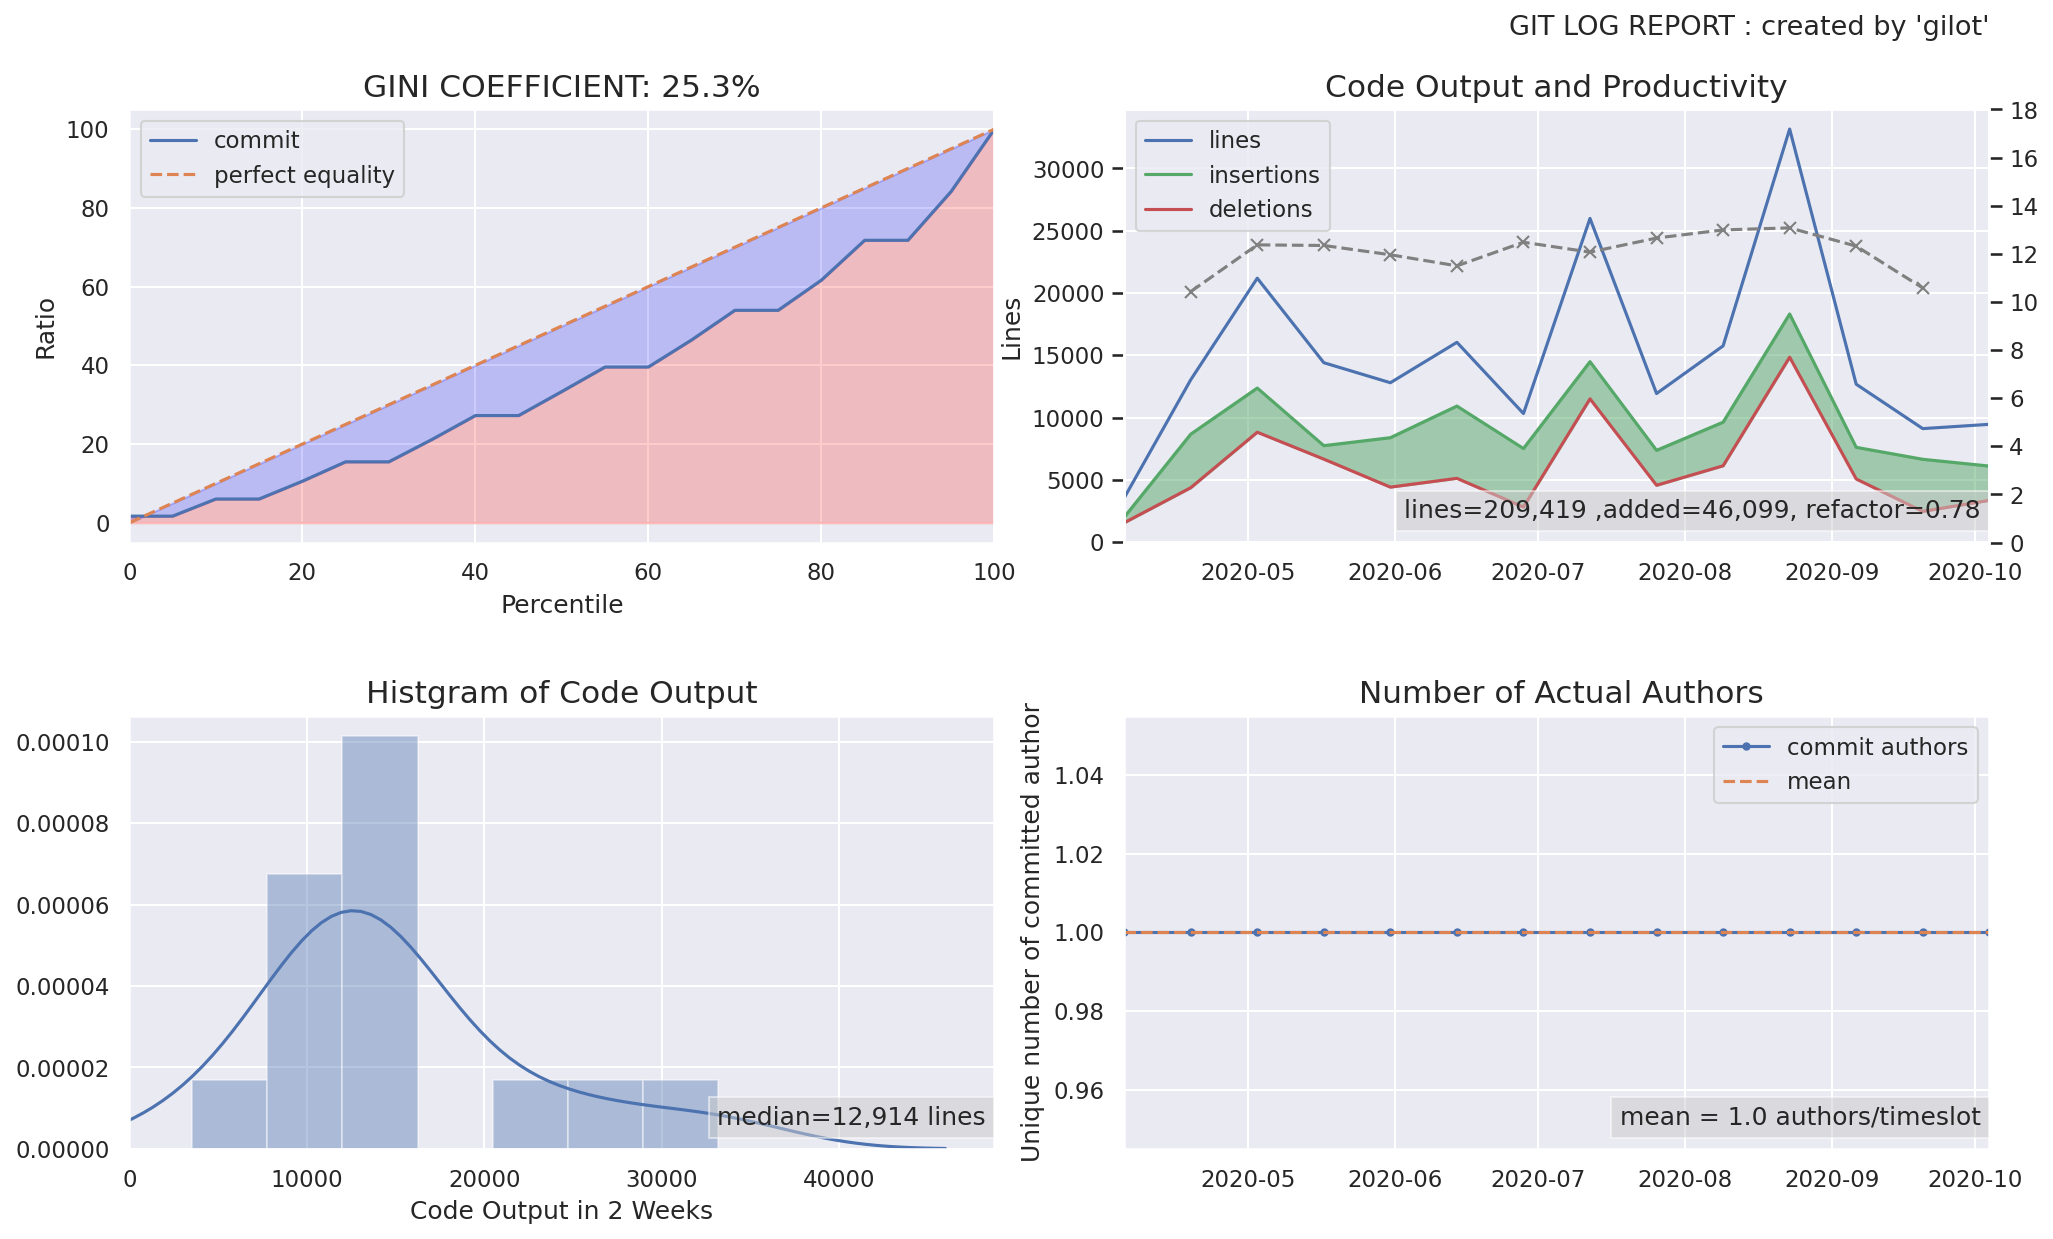 GIT LOG REPORT : created by 'gilot'
GINI COEFFICIENT: 25.3%
commit
perfect equality
100
80
60
40
20
0
Ratio
0 20 40 60 80 100
Percentile
Code Output and Productivity
lines
insertions
deletions
30000
25000
20000
15000
10000
5000
0
Lines
18
16
14
12
10
8
6
4
2
0
lines=209,419 ,added=46,099, refactor=0.78
2020-05 2020-06 2020-07 2020-08 2020-09 2020-10
Histgram of Code Output
0.00010
0.00008
0.00006
0.00004
0.00002
0.00000
median=12,914 lines
0 10000 20000 30000 40000
Code Output in 2 Weeks
Number of Actual Authors
commit authors
mean
Unique number of committed author
1.04
1.02
1.00
0.98
0.96
mean = 1.0 authors/timeslot
2020-05 2020-06 2020-07 2020-08 2020-09 2020-10